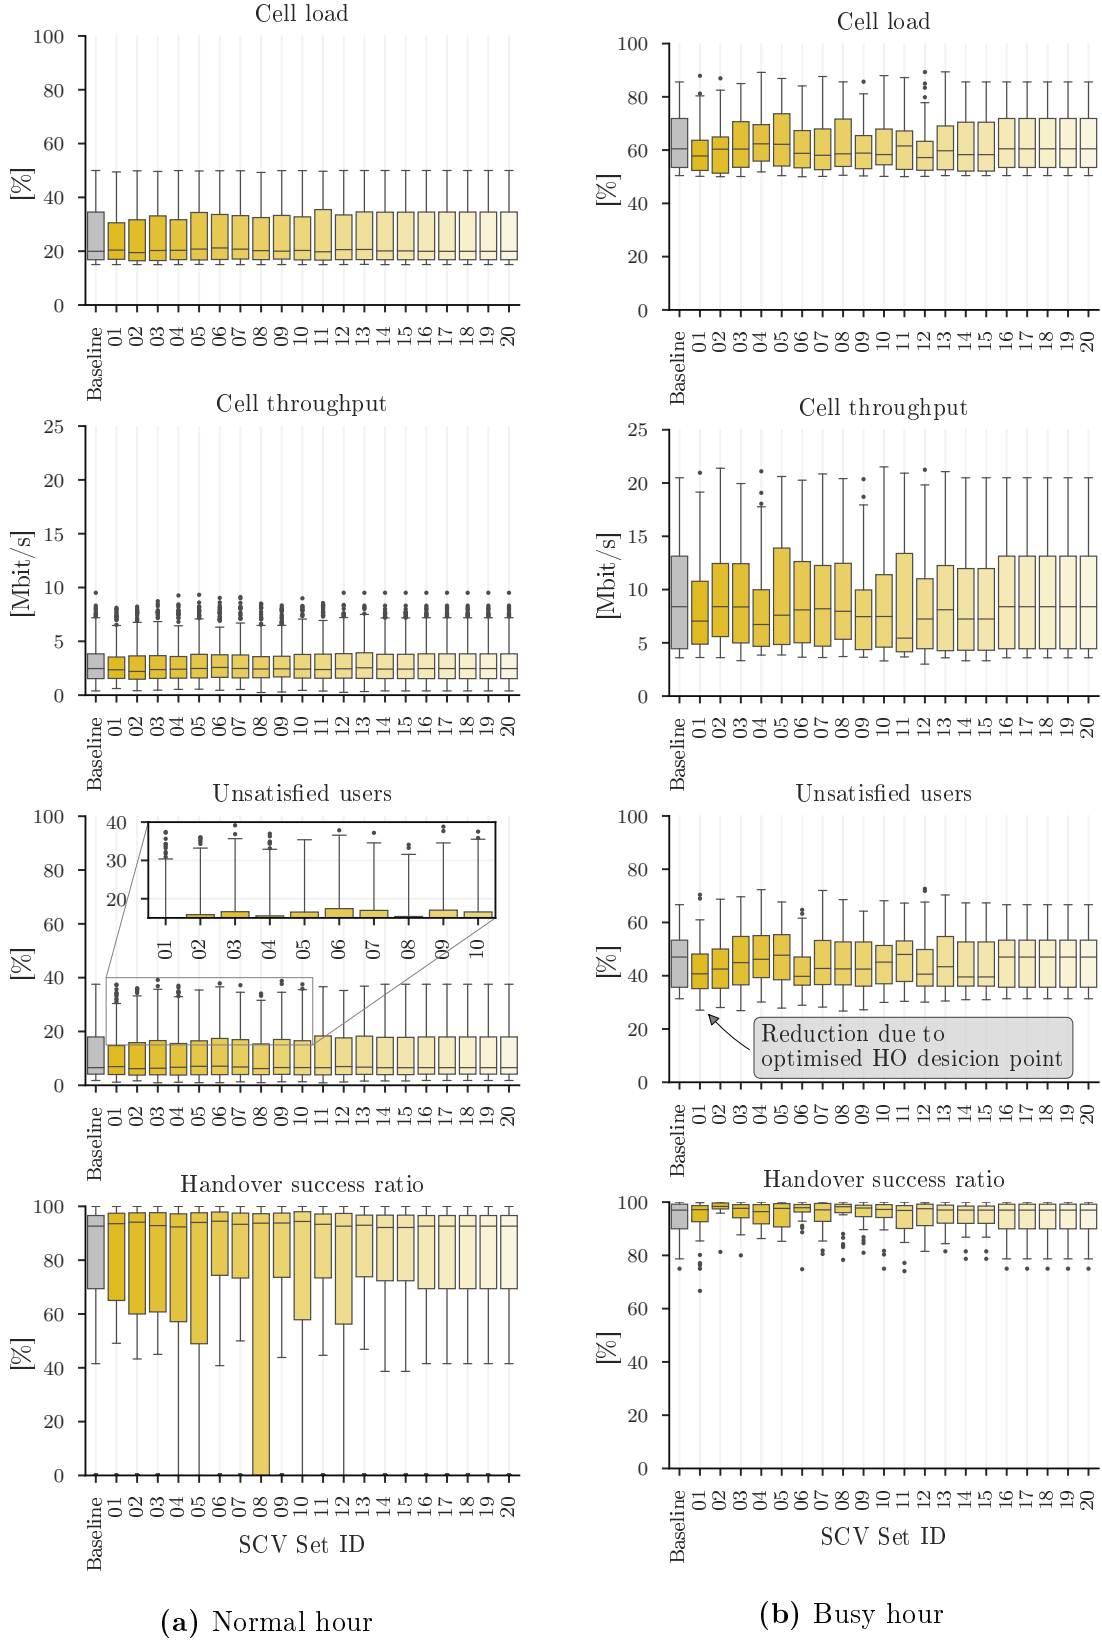 Cell load
100
80
60
40
20
0
[%]
Baseline 01 02 03 04 05 06 07 08 09 10 11 12 13 14 15 16 17 18 19 20
Cell throughput
25
20
15
10
5
0
[Mbit/s]
Baseline 01 02 03 04 05 06 07 08 09 10 11 12 13 14 15 16 17 18 19 20
Unsatisfied users
100
80
60
40
20
0
[%]
40
30
20
01 02 03 04 05 06 07 08 09 10
Baseline 01 02 03 04 05 06 07 08 09 10 11 12 13 14 15 16 17 18 19 20
Handover success ratio
100
80
60
40
20
0
[%]
Baseline 01 02 03 04 05 06 07 08 09 10 11 12 13 14 15 16 17 18 19 20
SCV Set ID
(a) Normal hour
Cell load
100
80
60
40
20
0
[%]
Baseline 01 02 03 04 05 06 07 08 09 10 11 12 13 14 15 16 17 18 19 20
Cell throughput
25
20
15
10
5
0
[Mbit/s]
Baseline 01 02 03 04 05 06 07 08 09 10 11 12 13 14 15 16 17 18 19 20
Unsatisfied users
100
80
60
40
20
0
[%]
Reduction due to
optimised HO desicion point
Baseline 01 02 03 04 05 06 07 08 09 10 11 12 13 14 15 16 17 18 19 20
Handover success ratio
100
80
60
40
20
0
[%]
Baseline 01 02 03 04 05 06 07 08 09 10 11 12 13 14 15 16 17 18 19 20
SCV Set ID
(b) Busy hour